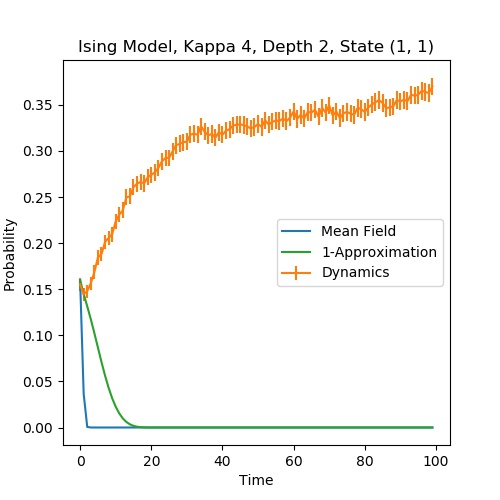 Ising Model, Kappa 4, Depth 2, State (1, 1)
0.35
0.30
0.25
0.20
0.15
0.10
0.05
0.00
Probability
Mean Field
1-Approximation
Dynamics
0 20 40 60 80 100
Time